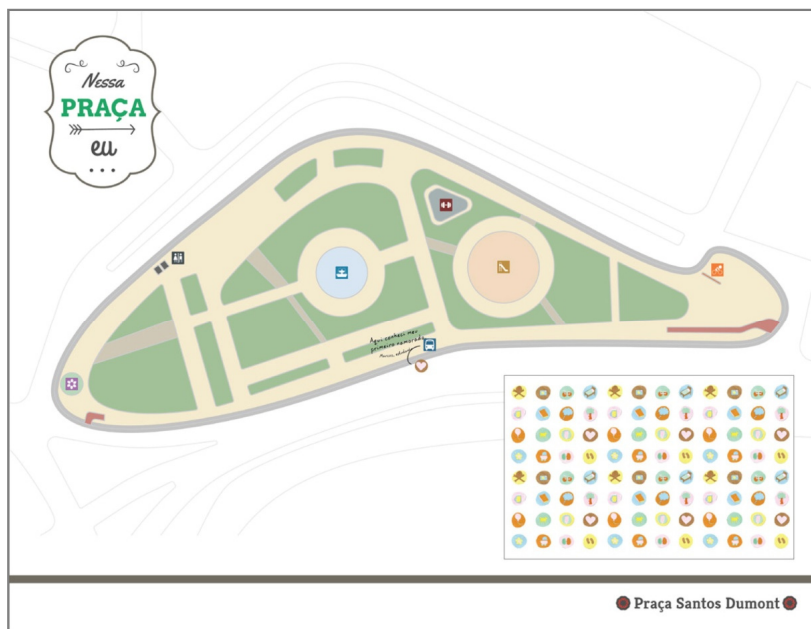 Nessa
PRAÇA
eu
...
Aqui conheci meu
primeiro namorado
Praça Santos Dumont